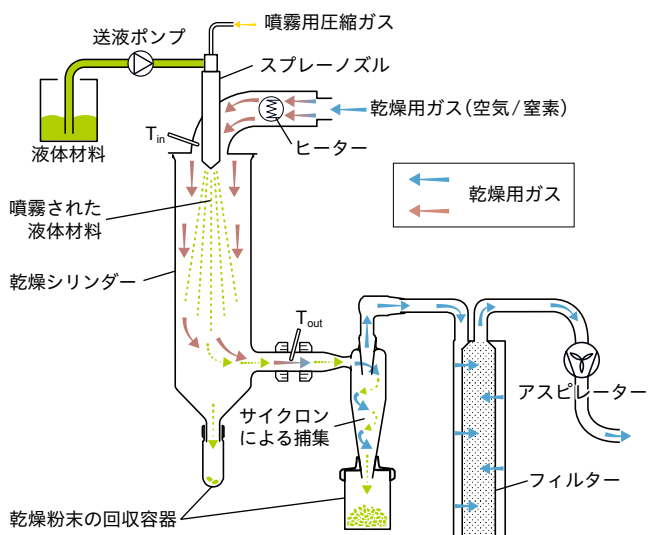 噴霧用圧縮ガス
送液ポンプ
スプレーノズル
乾燥用ガス(空気/窒素)
T_in
ヒーター
液体材料
乾燥用ガス
噴霧された
液体材料
乾燥シリンダー
T_out
アスピレーター
サイクロン
による捕集
フィルター
乾燥粉末の回収容器